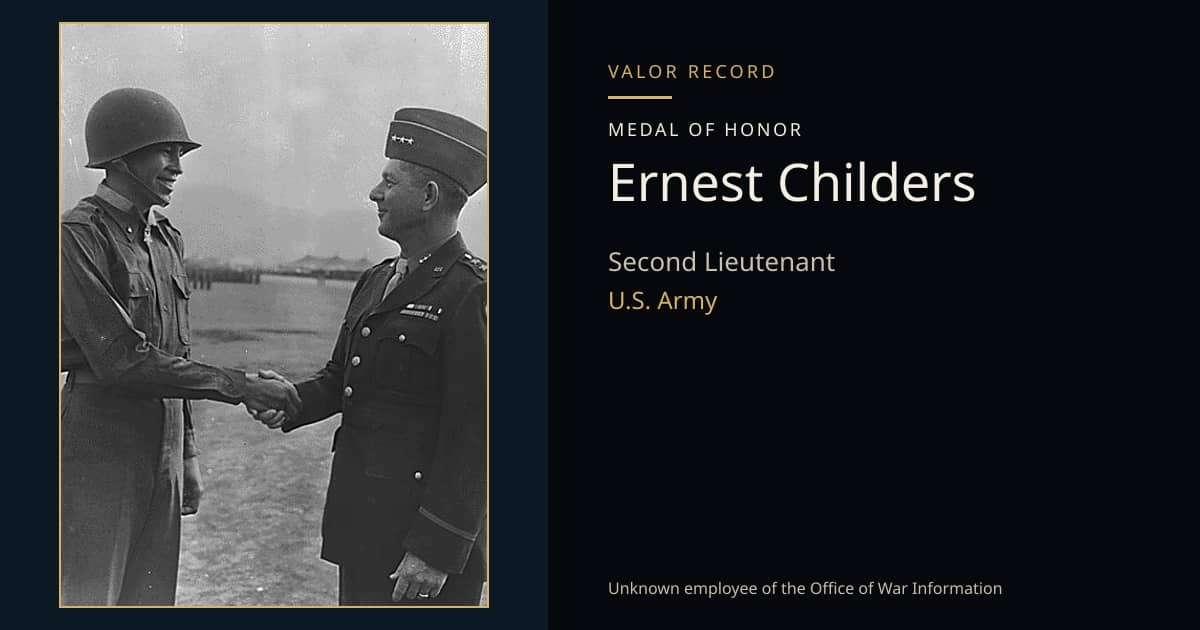 VALOR RECORD
MEDAL OF HONOR
Ernest Childers
Second Lieutenant
U.S. Army
Unknown employee of the Office of War Information